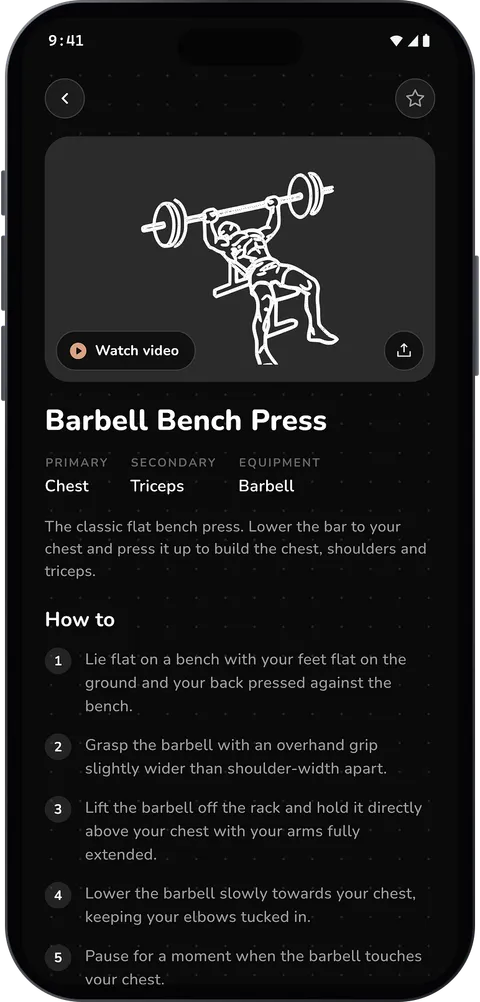 9:41
Watch video
Barbell Bench Press
PRIMARY SECONDARY EQUIPMENT
Chest Triceps Barbell
The classic flat bench press. Lower the bar to your
chest and press it up to build the chest, shoulders and
triceps.
How to
1 Lie flat on a bench with your feet flat on the
ground and your back pressed against the
bench.
2 Grasp the barbell with an overhand grip
slightly wider than shoulder-width apart.
3 Lift the barbell off the rack and hold it directly
above your chest with your arms fully
extended.
4 Lower the barbell slowly towards your chest,
keeping your elbows tucked in.
5 Pause for a moment when the barbell touches
your chest.